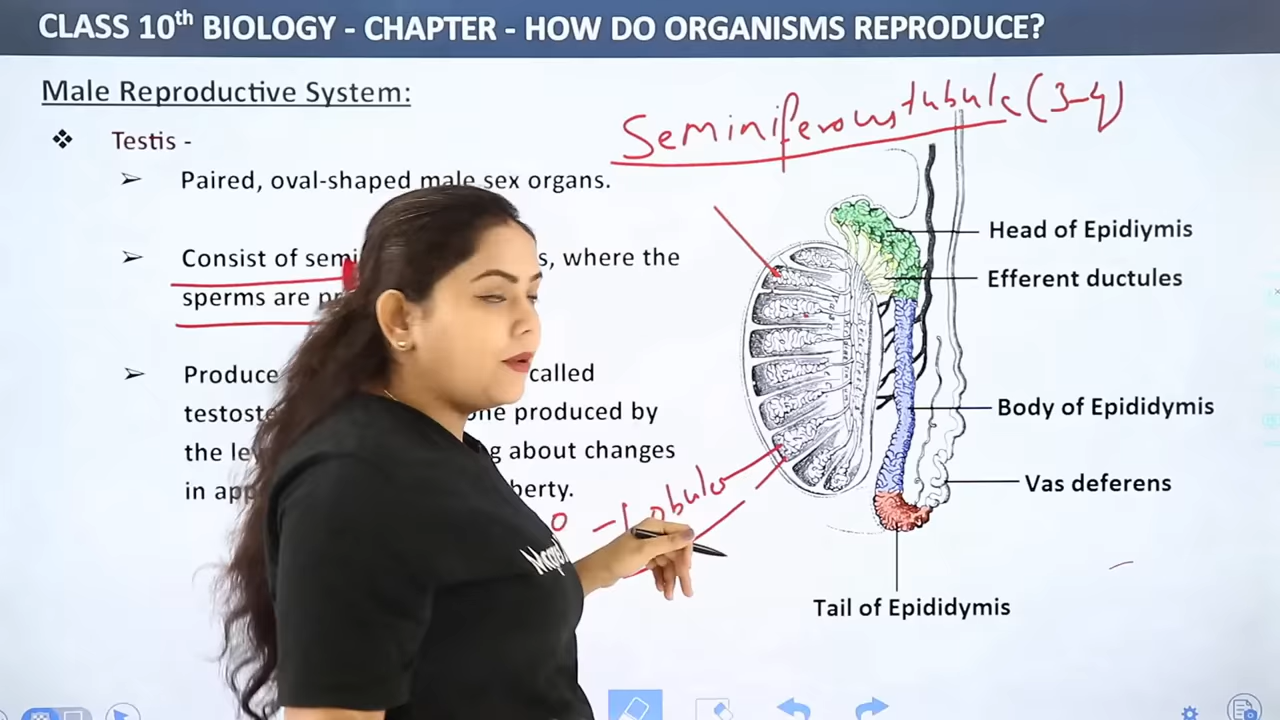 CLASS 10th BIOLOGY - CHAPTER - HOW DO ORGANISMS REPRODUCE?
Male Reproductive System:
Seminiferous tubule (3-4)
Testis -
Paired, oval-shaped male sex organs.
Consist of semi s, where the
sperms are pr
Produce called
testoste one produced by
the le g about changes
in app berty.
Lobules
Head of Epidiymis
Efferent ductules
Body of Epididymis
Vas deferens
Tail of Epididymis